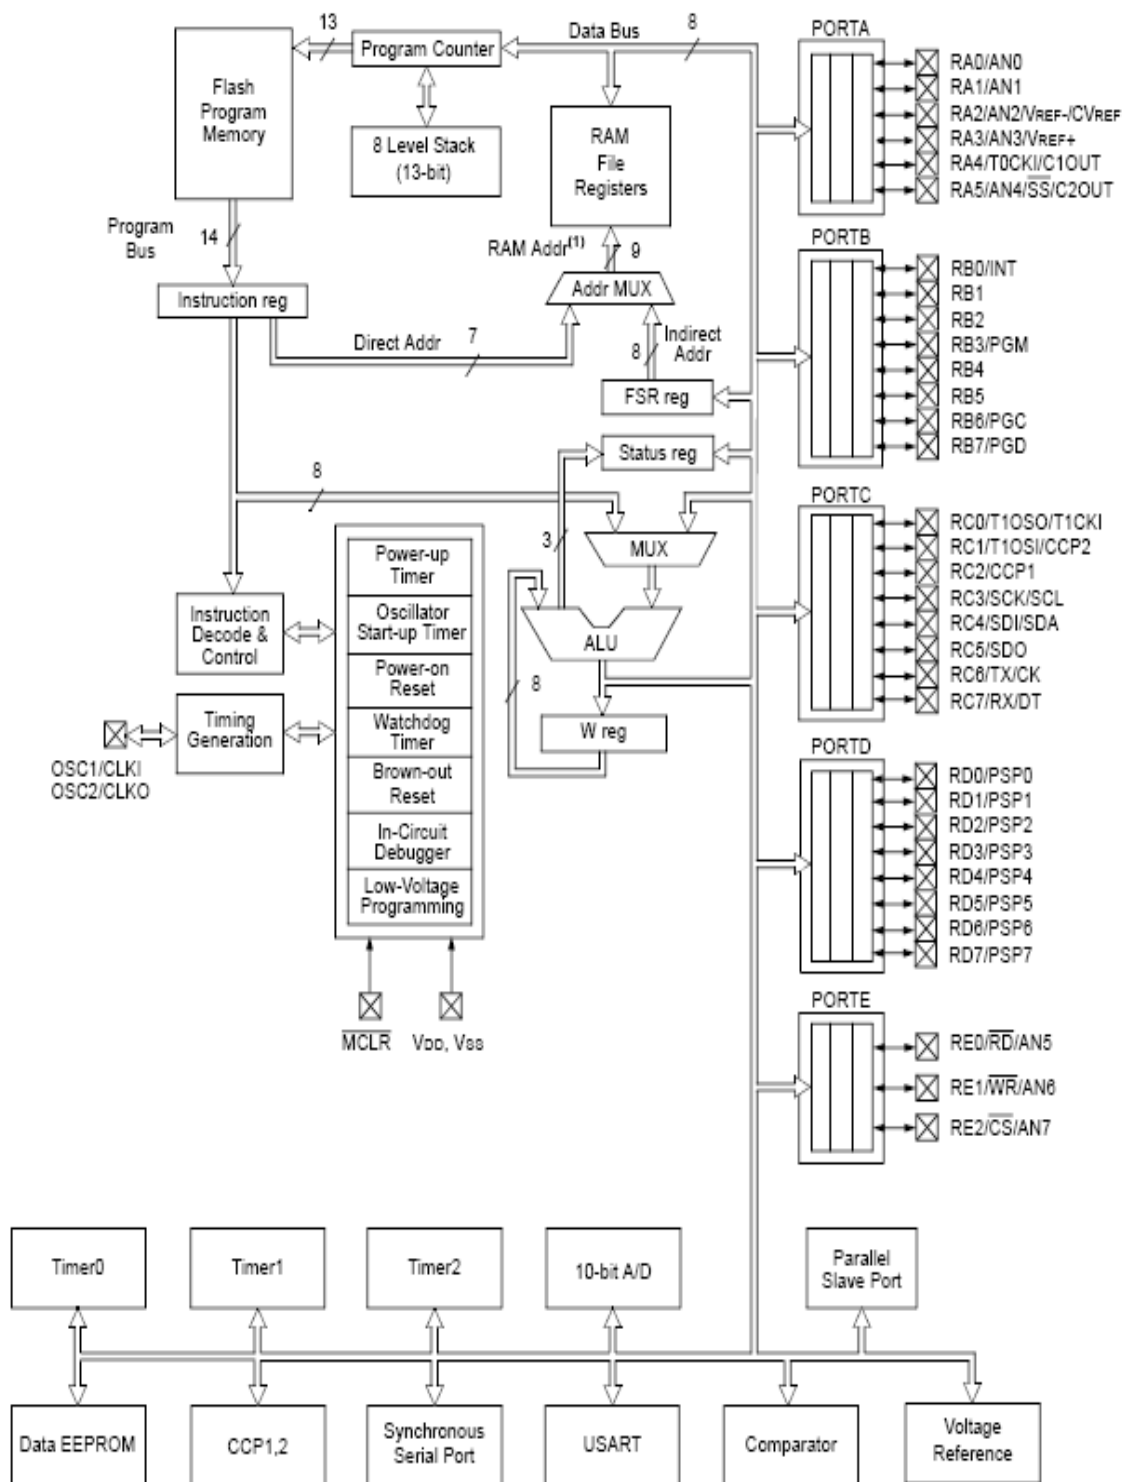 13
Program Counter
Data Bus
8
PORTA
Flash
Program
Memory
8 Level Stack
(13-bit)
RAM
File
Registers
RA0/AN0
RA1/AN1
RA2/AN2/VREF-/CVREF
RA3/AN3/VREF+
RA4/T0CKI/C1OUT
RA5/AN4/SS/C2OUT
Program
Bus
14
RAM Addr(1)
9
PORTB
Instruction reg
Addr MUX
RB0/INT
RB1
RB2
RB3/PGM
RB4
RB5
RB6/PGC
RB7/PGD
Direct Addr
7
8
Indirect
Addr
FSR reg
Status reg
8
PORTC
3
MUX
RC0/T1OSO/T1CKI
RC1/T1OSI/CCP2
RC2/CCP1
RC3/SCK/SCL
RC4/SDI/SDA
RC5/SDO
RC6/TX/CK
RC7/RX/DT
Power-up
Timer
Oscillator
Start-up Timer
Power-on
Reset
Watchdog
Timer
Brown-out
Reset
In-Circuit
Debugger
Low-Voltage
Programming
Instruction
Decode &
Control
ALU
8
W reg
Timing
Generation
OSC1/CLKI
OSC2/CLKO
PORTD
RD0/PSP0
RD1/PSP1
RD2/PSP2
RD3/PSP3
RD4/PSP4
RD5/PSP5
RD6/PSP6
RD7/PSP7
MCLR
VDD, VSS
PORTE
RE0/RD/AN5
RE1/WR/AN6
RE2/CS/AN7
Timer0
Timer1
Timer2
10-bit A/D
Parallel
Slave Port
Data EEPROM
CCP1,2
Synchronous
Serial Port
USART
Comparator
Voltage
Reference